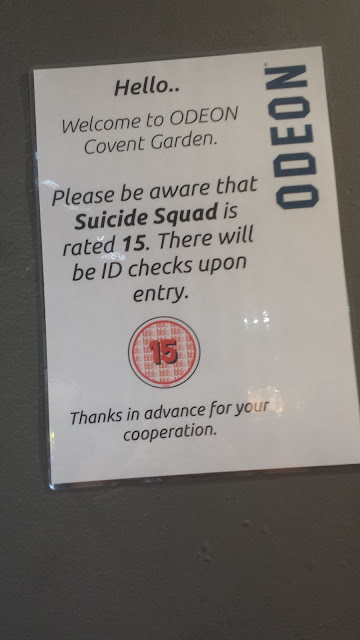 Hello..
ODEON
Welcome to ODEON
Covent Garden.
Please be aware that
Suicide Squad is
rated 15. There will
be ID checks upon
entry.
15
Thanks in advance for your
cooperation.